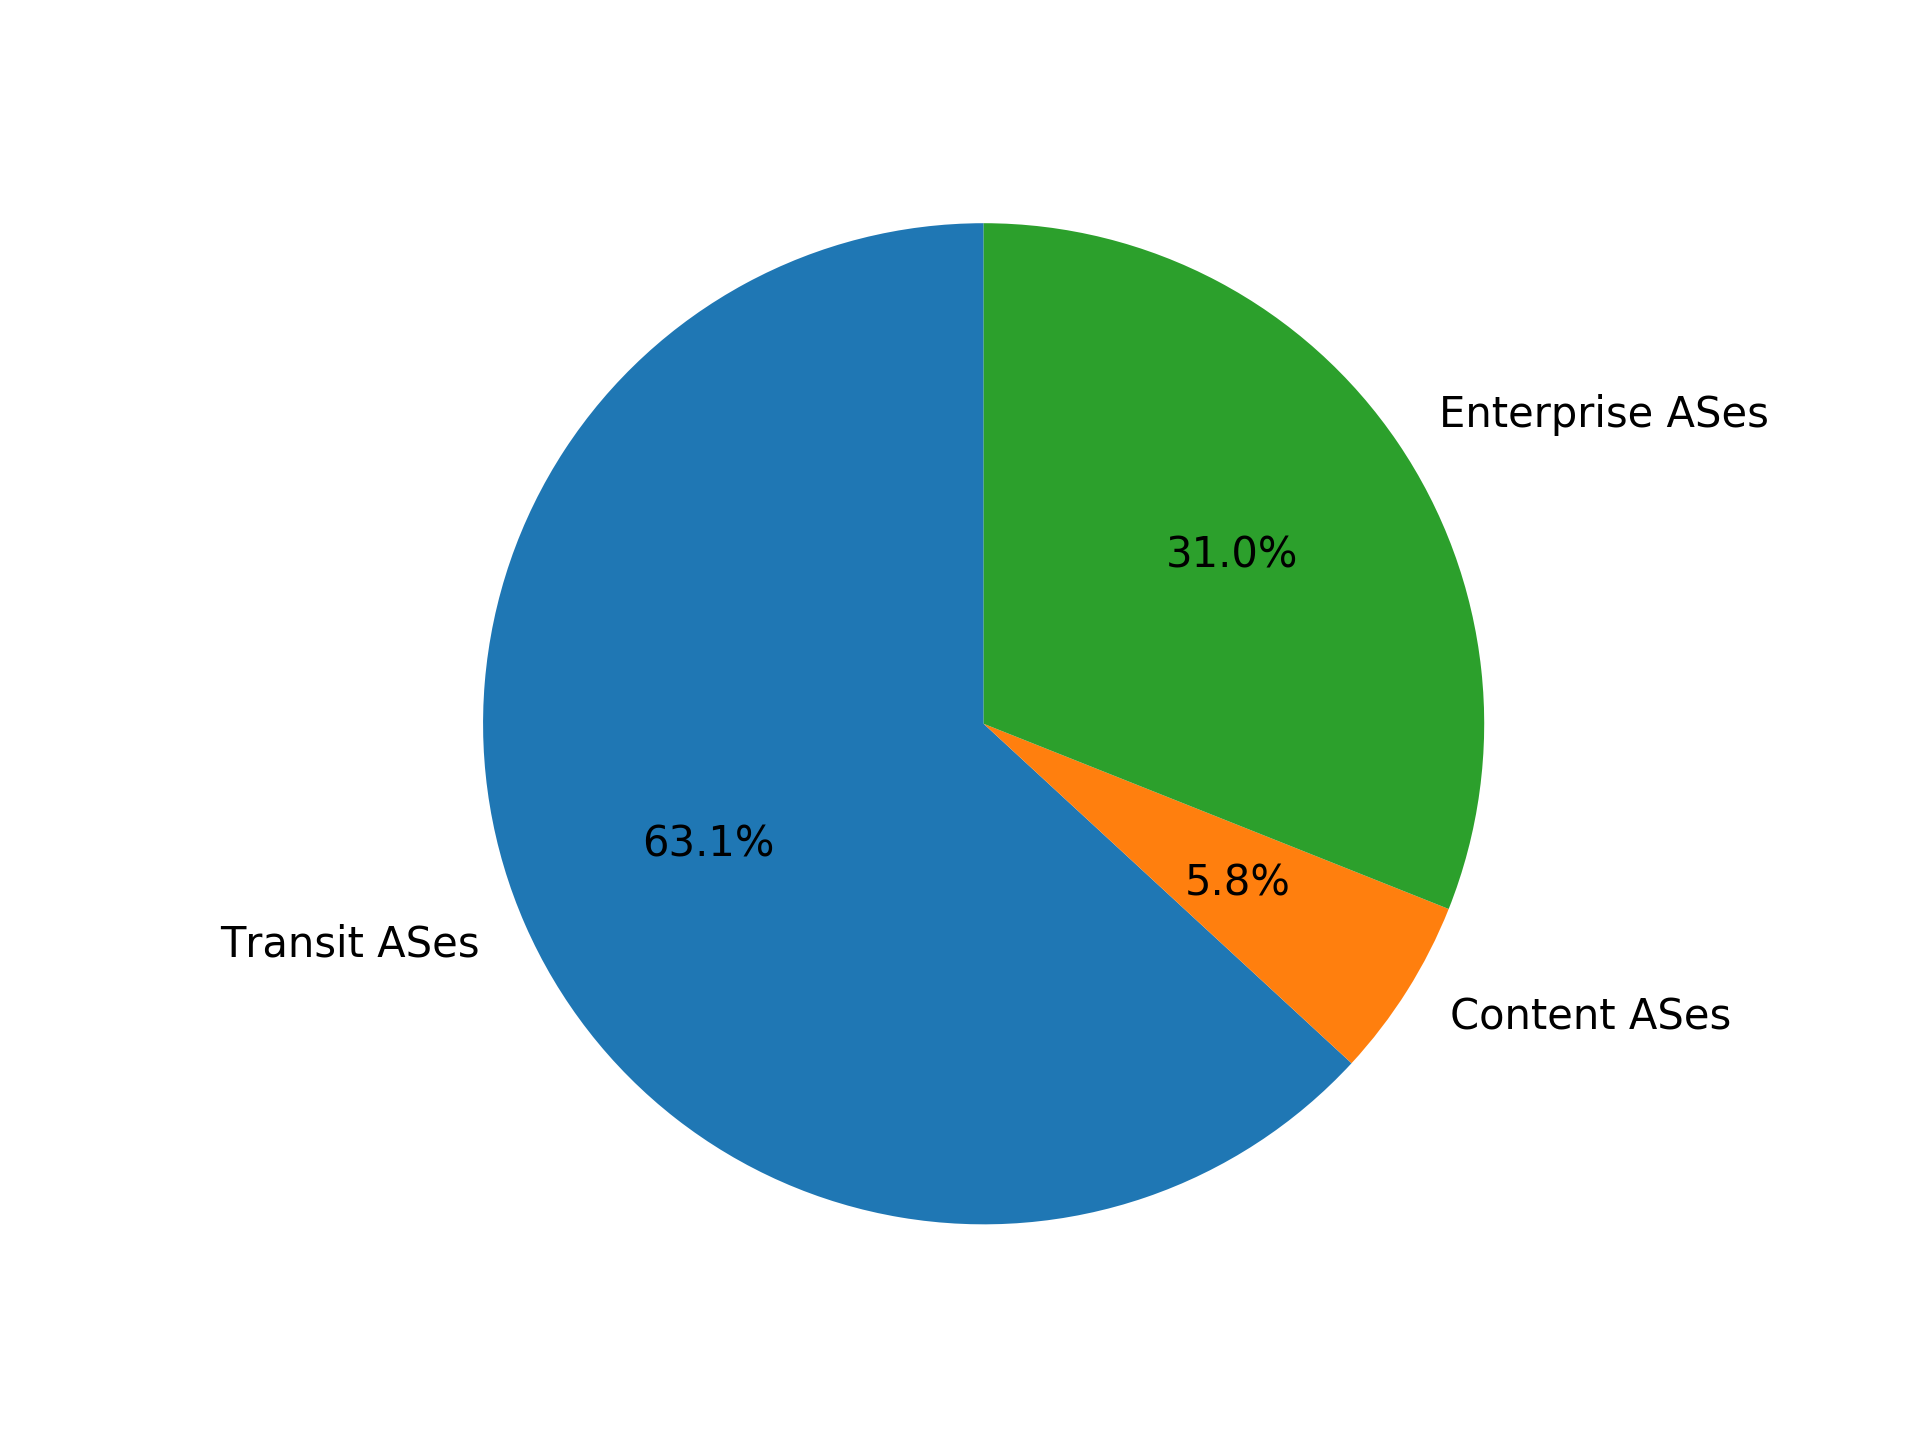 Enterprise ASes
31.0%
63.1%
5.8%
Transit ASes
Content ASes